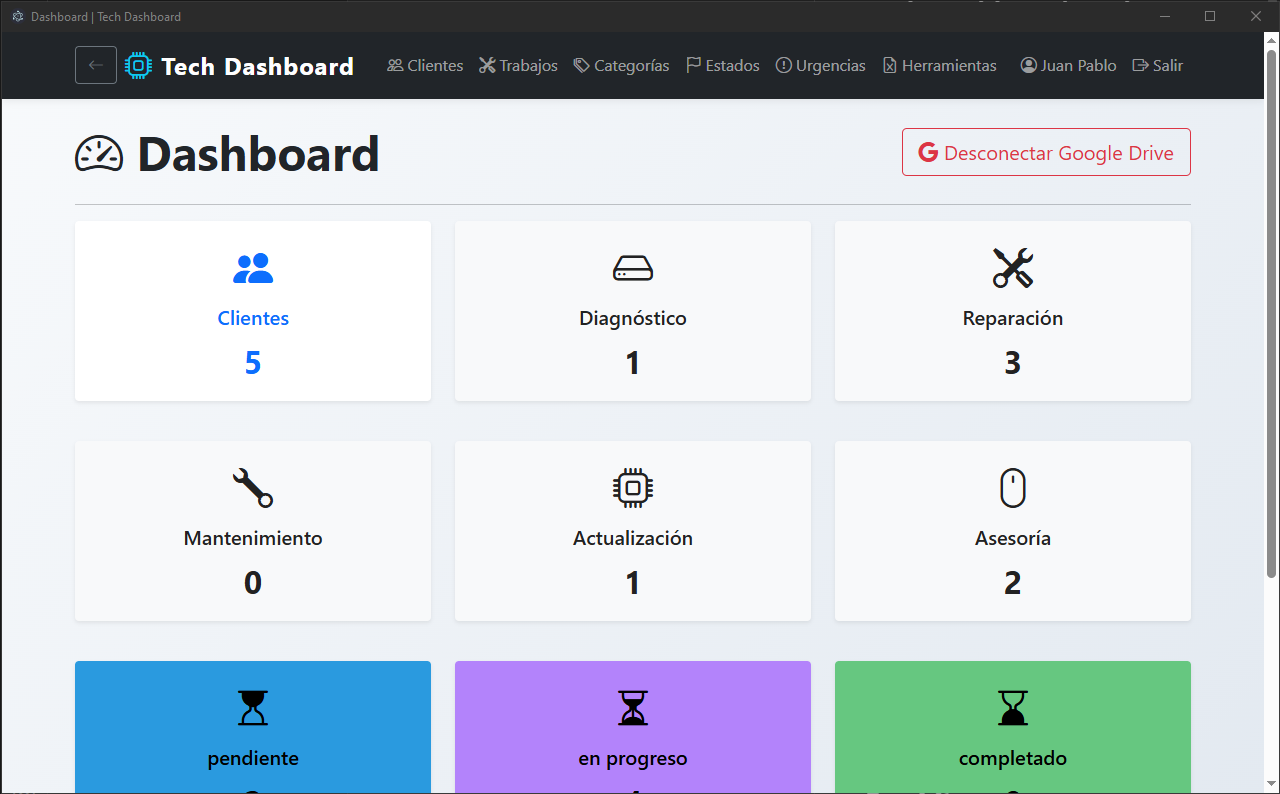 Dashboard | Tech Dashboard
Tech Dashboard Clientes Trabajos Categorías Estados Urgencias Herramientas Juan Pablo Salir
Dashboard
Desconectar Google Drive
Clientes
5
Diagnóstico
1
Reparación
3
Mantenimiento
0
Actualización
1
Asesoría
2
pendiente
en progreso
completado